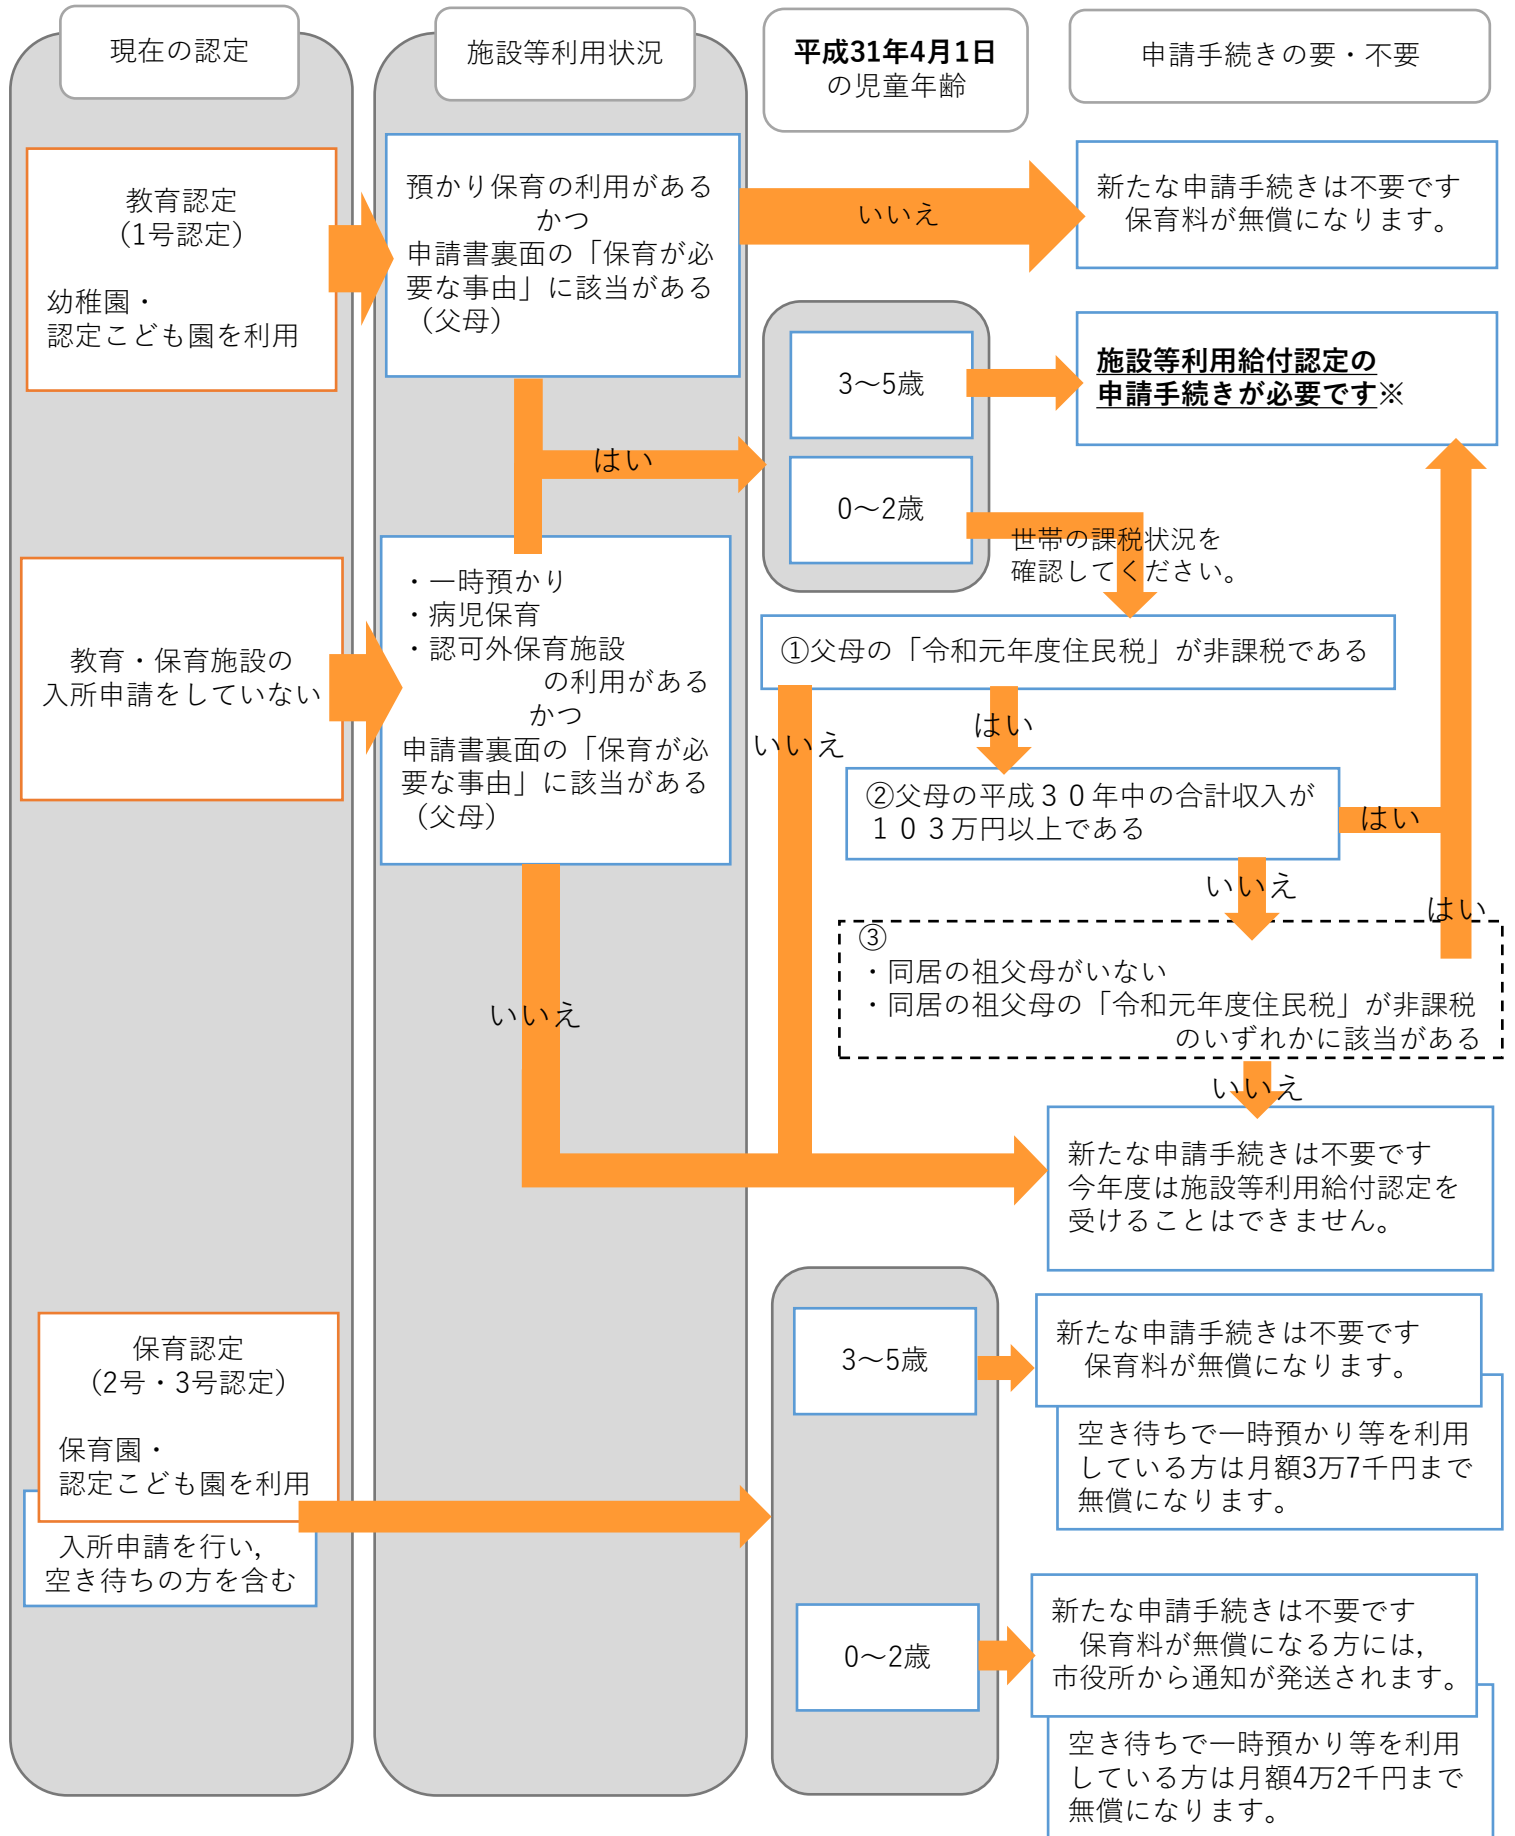 現在の認定
施設等利用状況
平成31年4月1日
の児童年齢
申請手続きの要・不要
教育認定
（1号認定）
幼稚園・
認定こども園を利用
預かり保育の利用がある
かつ
申請書裏面の「保育が必
要な事由」に該当がある
（父母）
いいえ
新たな申請手続きは不要です
保育料が無償になります。
はい
3〜5歳
施設等利用給付認定の
申請手続きが必要です※
0〜2歳
世帯の課税状況を
確認してください。
教育・保育施設の
入所申請をしていない
・一時預かり
・病児保育
・認可外保育施設
の利用がある
かつ
申請書裏面の「保育が必
要な事由」に該当がある
（父母）
①父母の「令和元年度住民税」が非課税である
いいえ
はい
②父母の平成３０年中の合計収入が
１０３万円以上である
はい
いいえ
はい
③
・同居の祖父母がいない
・同居の祖父母の「令和元年度住民税」が非課税
のいずれかに該当がある
いいえ
いいえ
新たな申請手続きは不要です
今年度は施設等利用給付認定を
受けることはできません。
保育認定
（2号・3号認定）
保育園・
認定こども園を利用
入所申請を行い,
空き待ちの方を含む
3〜5歳
新たな申請手続きは不要です
保育料が無償になります。
空き待ちで一時預かり等を利用
している方は月額3万7千円まで
無償になります。
0〜2歳
新たな申請手続きは不要です
保育料が無償になる方には,
市役所から通知が発送されます。
空き待ちで一時預かり等を利用
している方は月額4万2千円まで
無償になります。